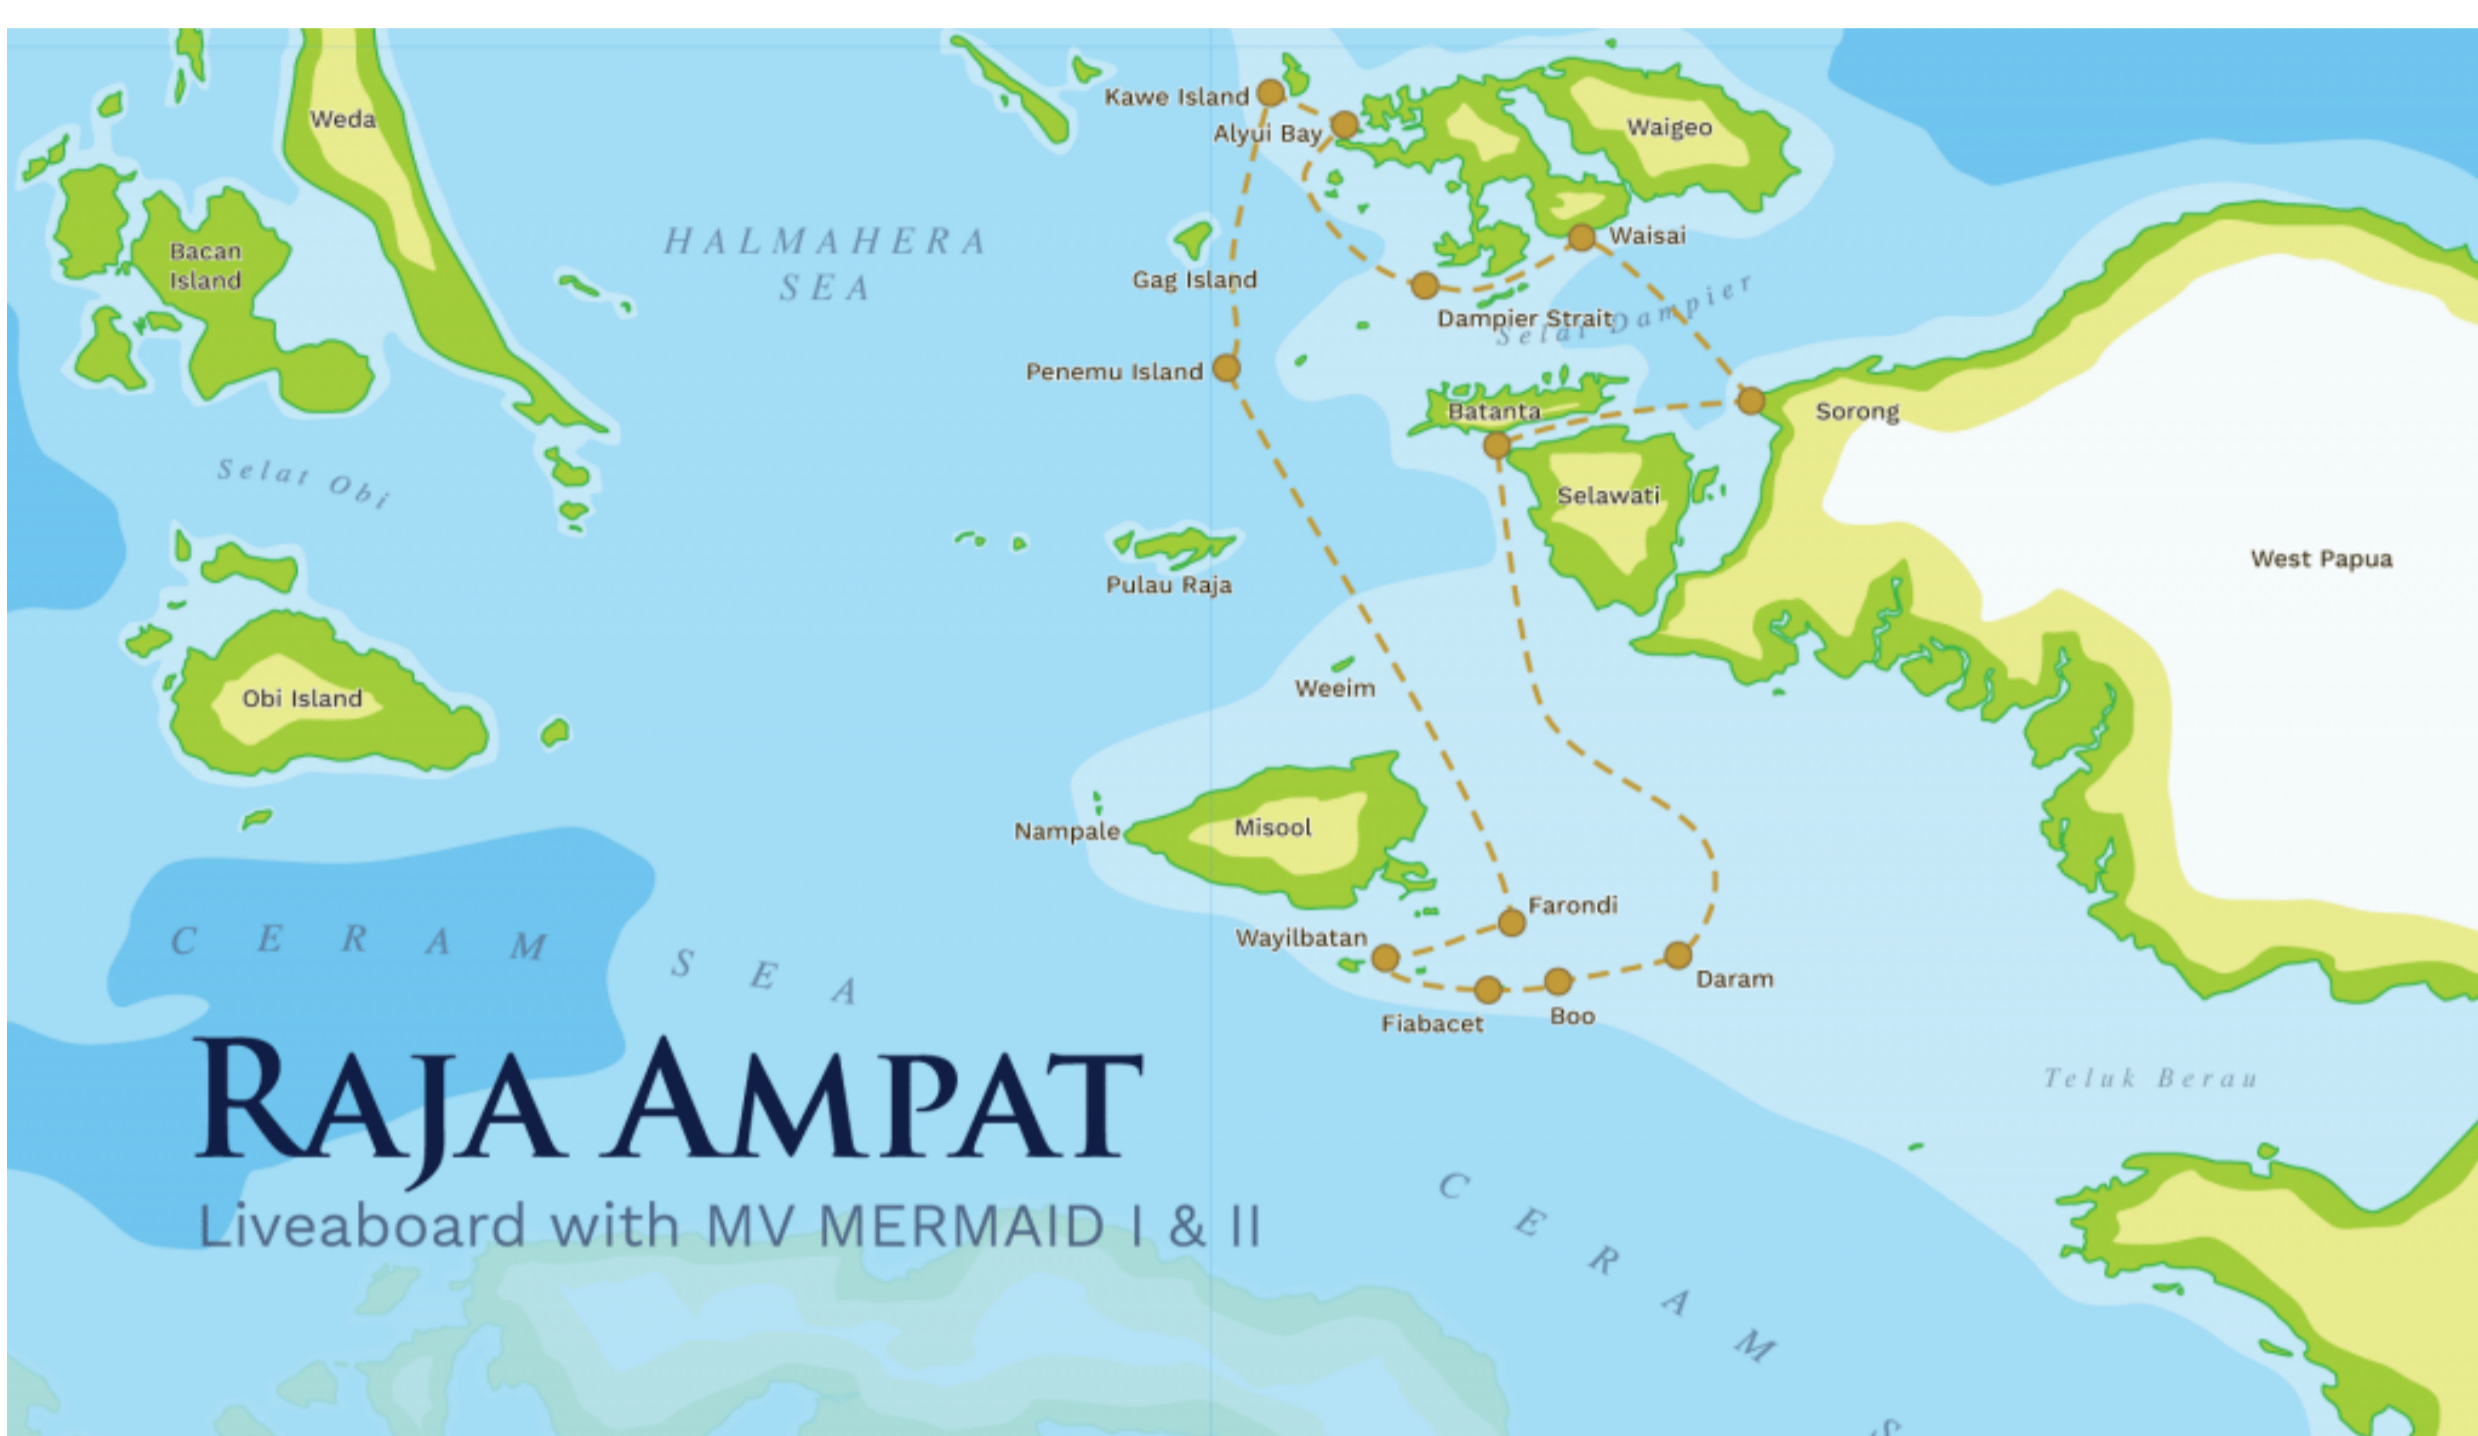 Kawe Island
Weda
Alyui Bay
Waigeo
Bacan
Island
HALMAHERA
SEA
Waisai
Gag Island
Dampier Strait
Selat Dampier
Penemu Island
Batanta
Sorong
Selat Obi
Selawati
West Papua
Pulau Raja
Weeim
Obi Island
Nampale
Misool
Farondi
Wayilbatan
CERAM SEA
Daram
Fiabacet
Boo
RAJA AMPAT
Teluk Berau
Liveaboard with MV MERMAID I & II
CERAM S